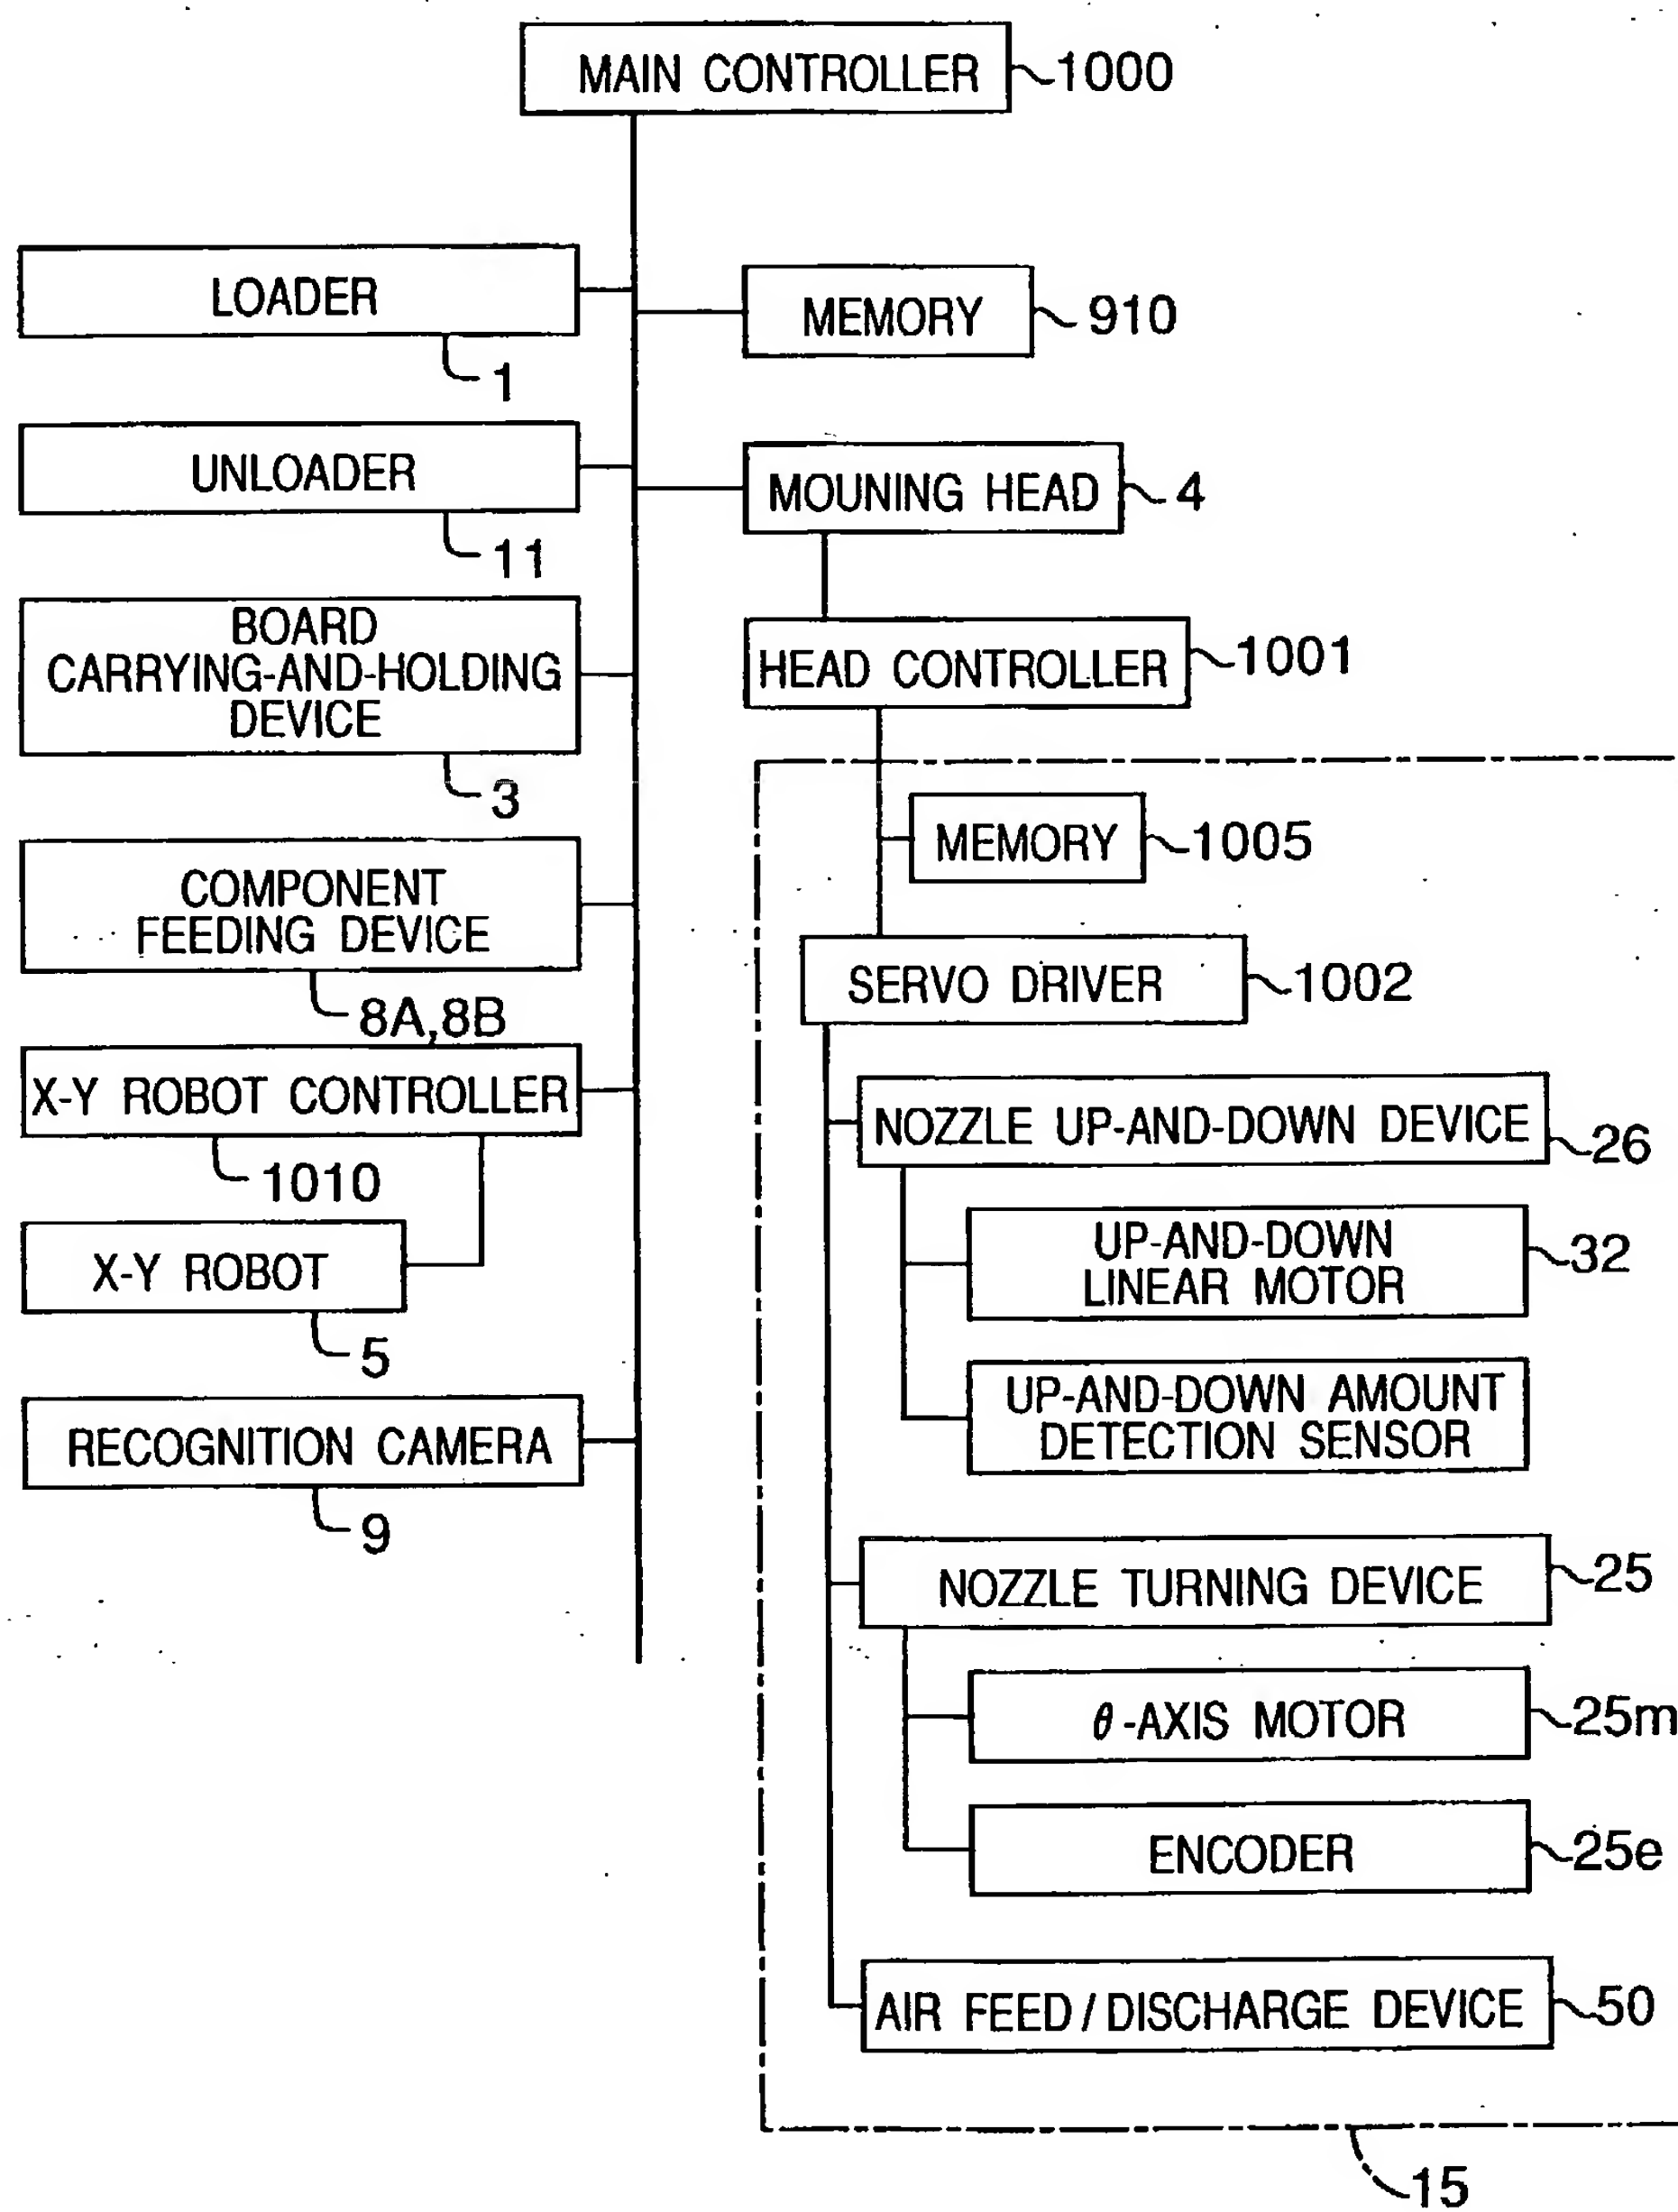 MAIN CONTROLLER
1000
LOADER
1
MEMORY
910
UNLOADER
11
MOUNING HEAD
4
BOARD
CARRYING-AND-HOLDING
DEVICE
3
HEAD CONTROLLER
1001
MEMORY
1005
COMPONENT
FEEDING DEVICE
8A,8B
SERVO DRIVER
1002
X-Y ROBOT CONTROLLER
1010
NOZZLE UP-AND-DOWN DEVICE
26
X-Y ROBOT
5
UP-AND-DOWN
LINEAR MOTOR
32
RECOGNITION CAMERA
9
UP-AND-DOWN AMOUNT
DETECTION SENSOR
NOZZLE TURNING DEVICE
25
θ-AXIS MOTOR
25m
ENCODER
25e
AIR FEED / DISCHARGE DEVICE
50
15